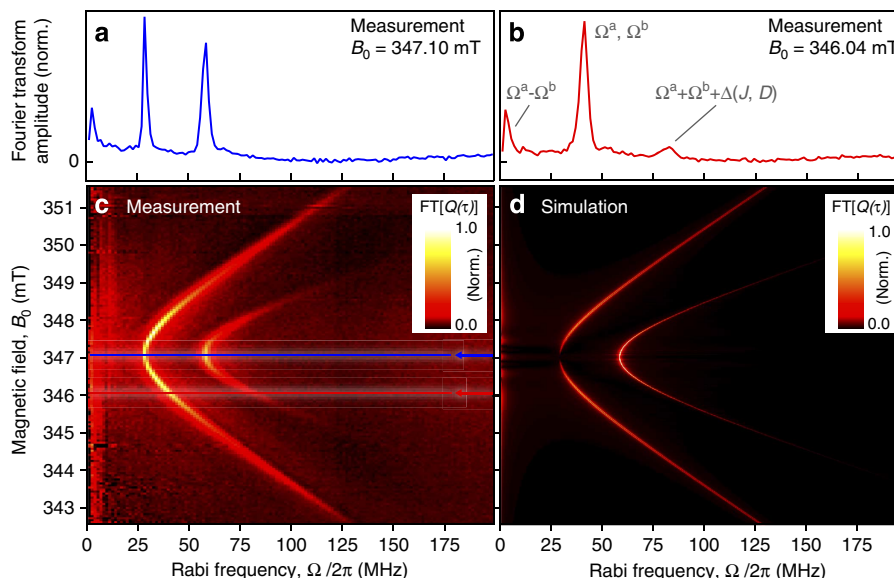 a
Measurement
B₀ = 347.10 mT
Fourier transform
amplitude (norm.)
0
b
Measurement
B₀ = 346.04 mT
Ωᵃ, Ωᵇ
Ωᵃ-Ωᵇ
Ωᵃ+Ωᵇ+Δ(J, D)
c Measurement
FT[Q(τ)]
1.0
(Norm.)
0.0
Magnetic field, B₀ (mT)
351
350
349
348
347
346
345
344
343
0 25 50 75 100 125 150 175
Rabi frequency, Ω/2π (MHz)
d Simulation
FT[Q(τ)]
1.0
(Norm.)
0.0
0 25 50 75 100 125 150 175
Rabi frequency, Ω/2π (MHz)